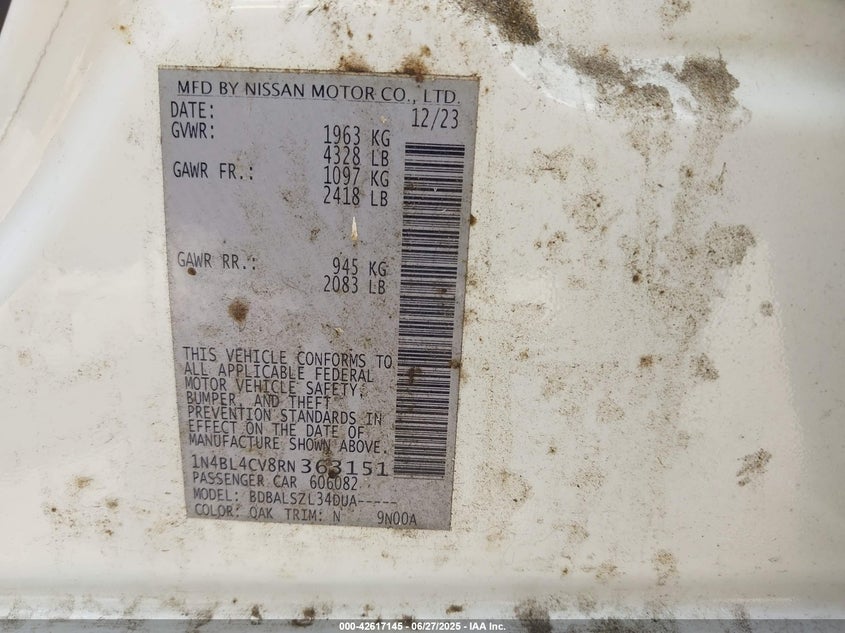 MFD BY NISSAN MOTOR CO., LTD.
DATE: 12/23
GVWR: 1963 KG
4328 LB
GAWR FR.: 1097 KG
2418 LB
GAWR RR.: 945 KG
2083 LB
THIS VEHICLE CONFORMS TO
ALL APPLICABLE FEDERAL
MOTOR VEHICLE SAFETY,
BUMPER, AND THEFT
PREVENTION STANDARDS IN
EFFECT ON THE DATE OF
MANUFACTURE SHOWN ABOVE.
1N4BL4CV8RN363151
PASSENGER CAR 606082
MODEL: BDBALSZL34DUA-----
COLOR: QAK TRIM: N 9N00A
000-42617145 - 06/27/2025 - IAA Inc.